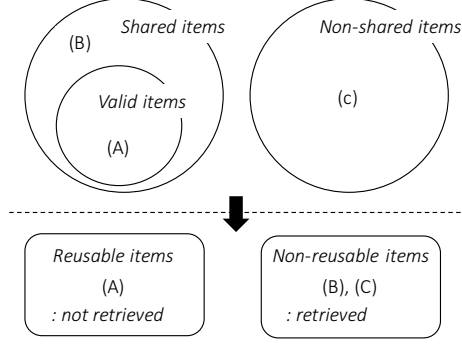 Shared items
Non-shared items
(B)
Valid items
(c)
(A)
Reusable items
(A)
: not retrieved
Non-reusable items
(B), (C)
: retrieved